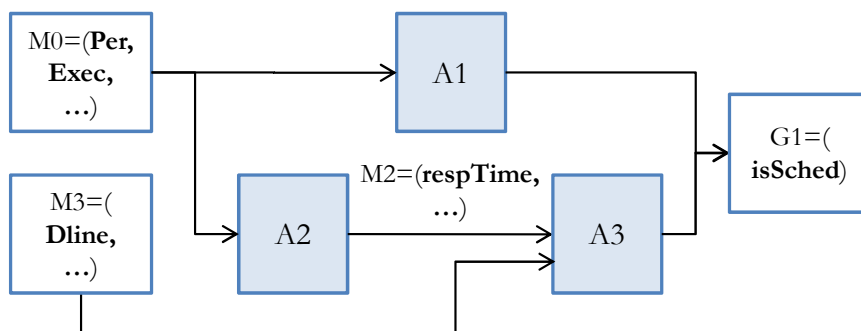 M0=(Per,
Exec,
...)
A1
G1=(
isSched)
M3=(
Dline,
...)
A2
M2=(respTime,
...)
A3